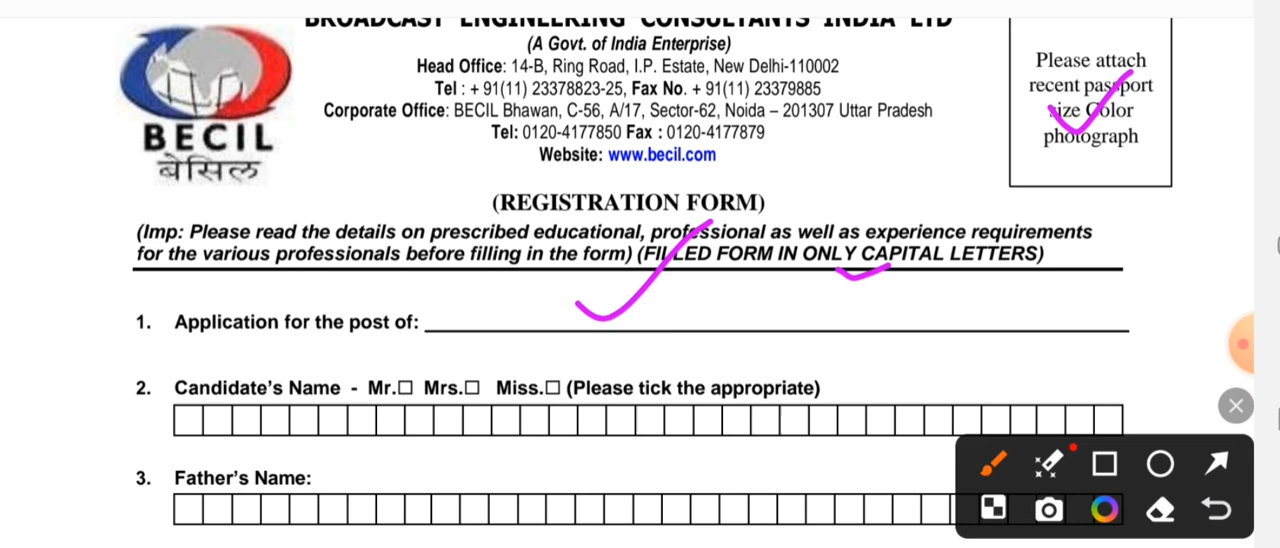 BROADCAST ENGINEERING CONSULTANTS INDIA LTD
(A Govt. of India Enterprise)
Head Office: 14-B, Ring Road, I.P. Estate, New Delhi-110002
Tel : + 91(11) 23378823-25, Fax No. + 91(11) 23379885
Corporate Office: BECIL Bhawan, C-56, A/17, Sector-62, Noida – 201307 Uttar Pradesh
Tel: 0120-4177850 Fax : 0120-4177879
Website: www.becil.com
BECIL
बेसिल
Please attach
recent passport
size Color
photograph
(REGISTRATION FORM)
(Imp: Please read the details on prescribed educational, professional as well as experience requirements
for the various professionals before filling in the form) (FILLED FORM IN ONLY CAPITAL LETTERS)
1. Application for the post of:
2. Candidate's Name - Mr.☐ Mrs.☐ Miss.☐ (Please tick the appropriate)
3. Father's Name: